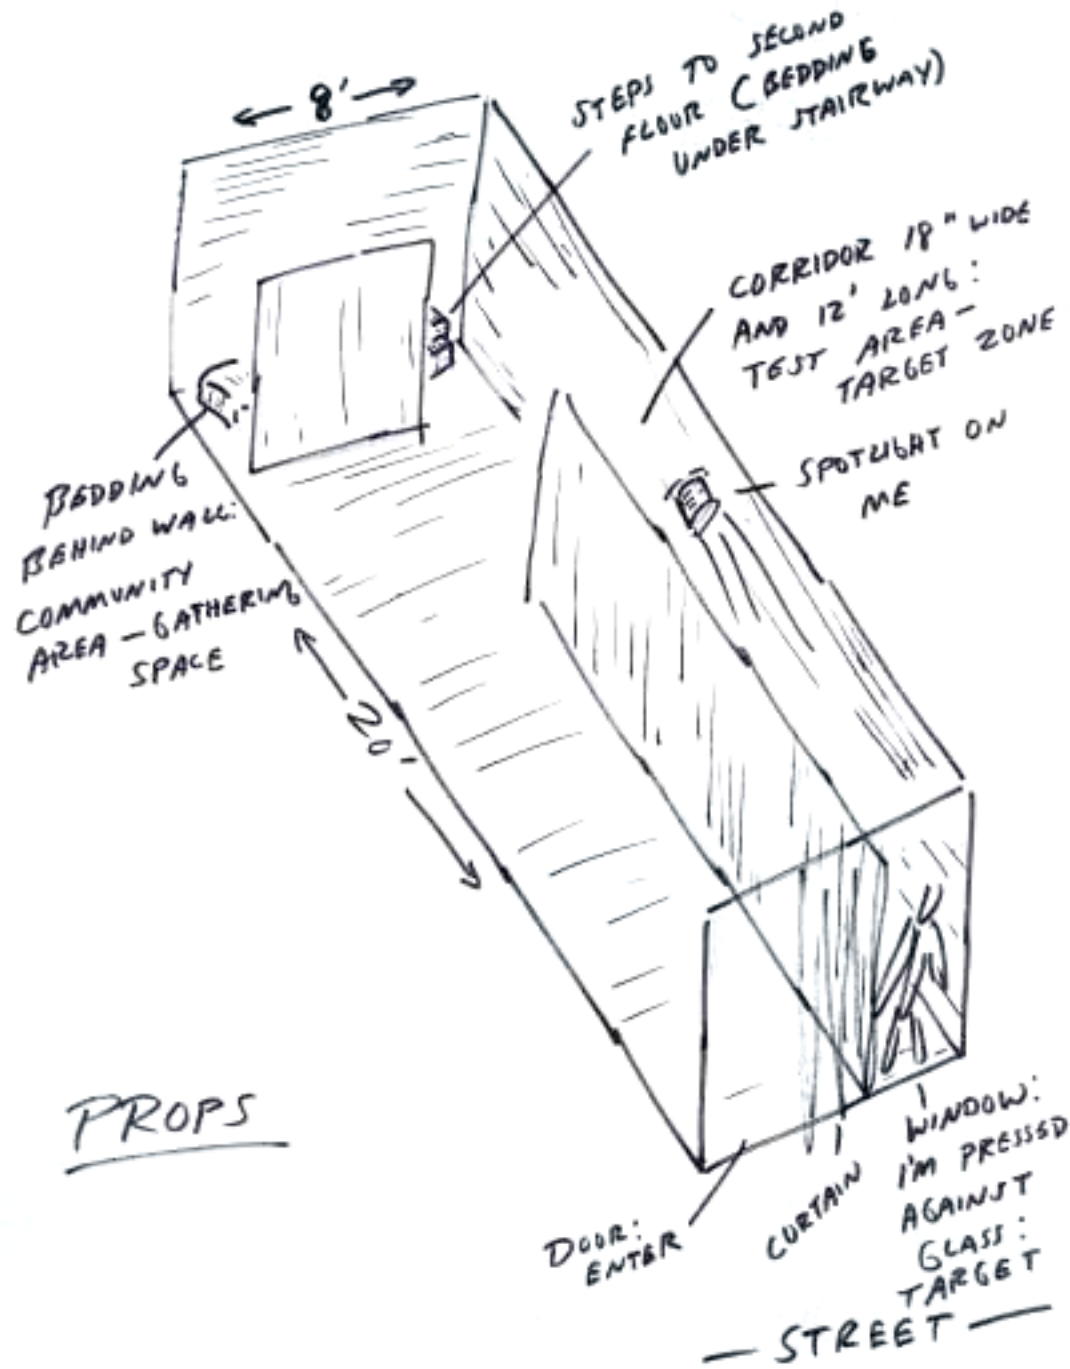 8'
STEPS TO SECOND
FLOOR (BEDDING
UNDER STAIRWAY)
CORRIDOR 18" WIDE
AND 12' LONG:
TEST AREA-
TARGET ZONE
SPOTLIGHT ON
ME
BEDDING
BEHIND WALL:
COMMUNITY
AREA - GATHERING
SPACE
20'
PROPS
DOOR:
ENTER
CURTAIN
WINDOW:
I'M PRESSED
AGAINST
GLASS:
TARGET
— STREET —